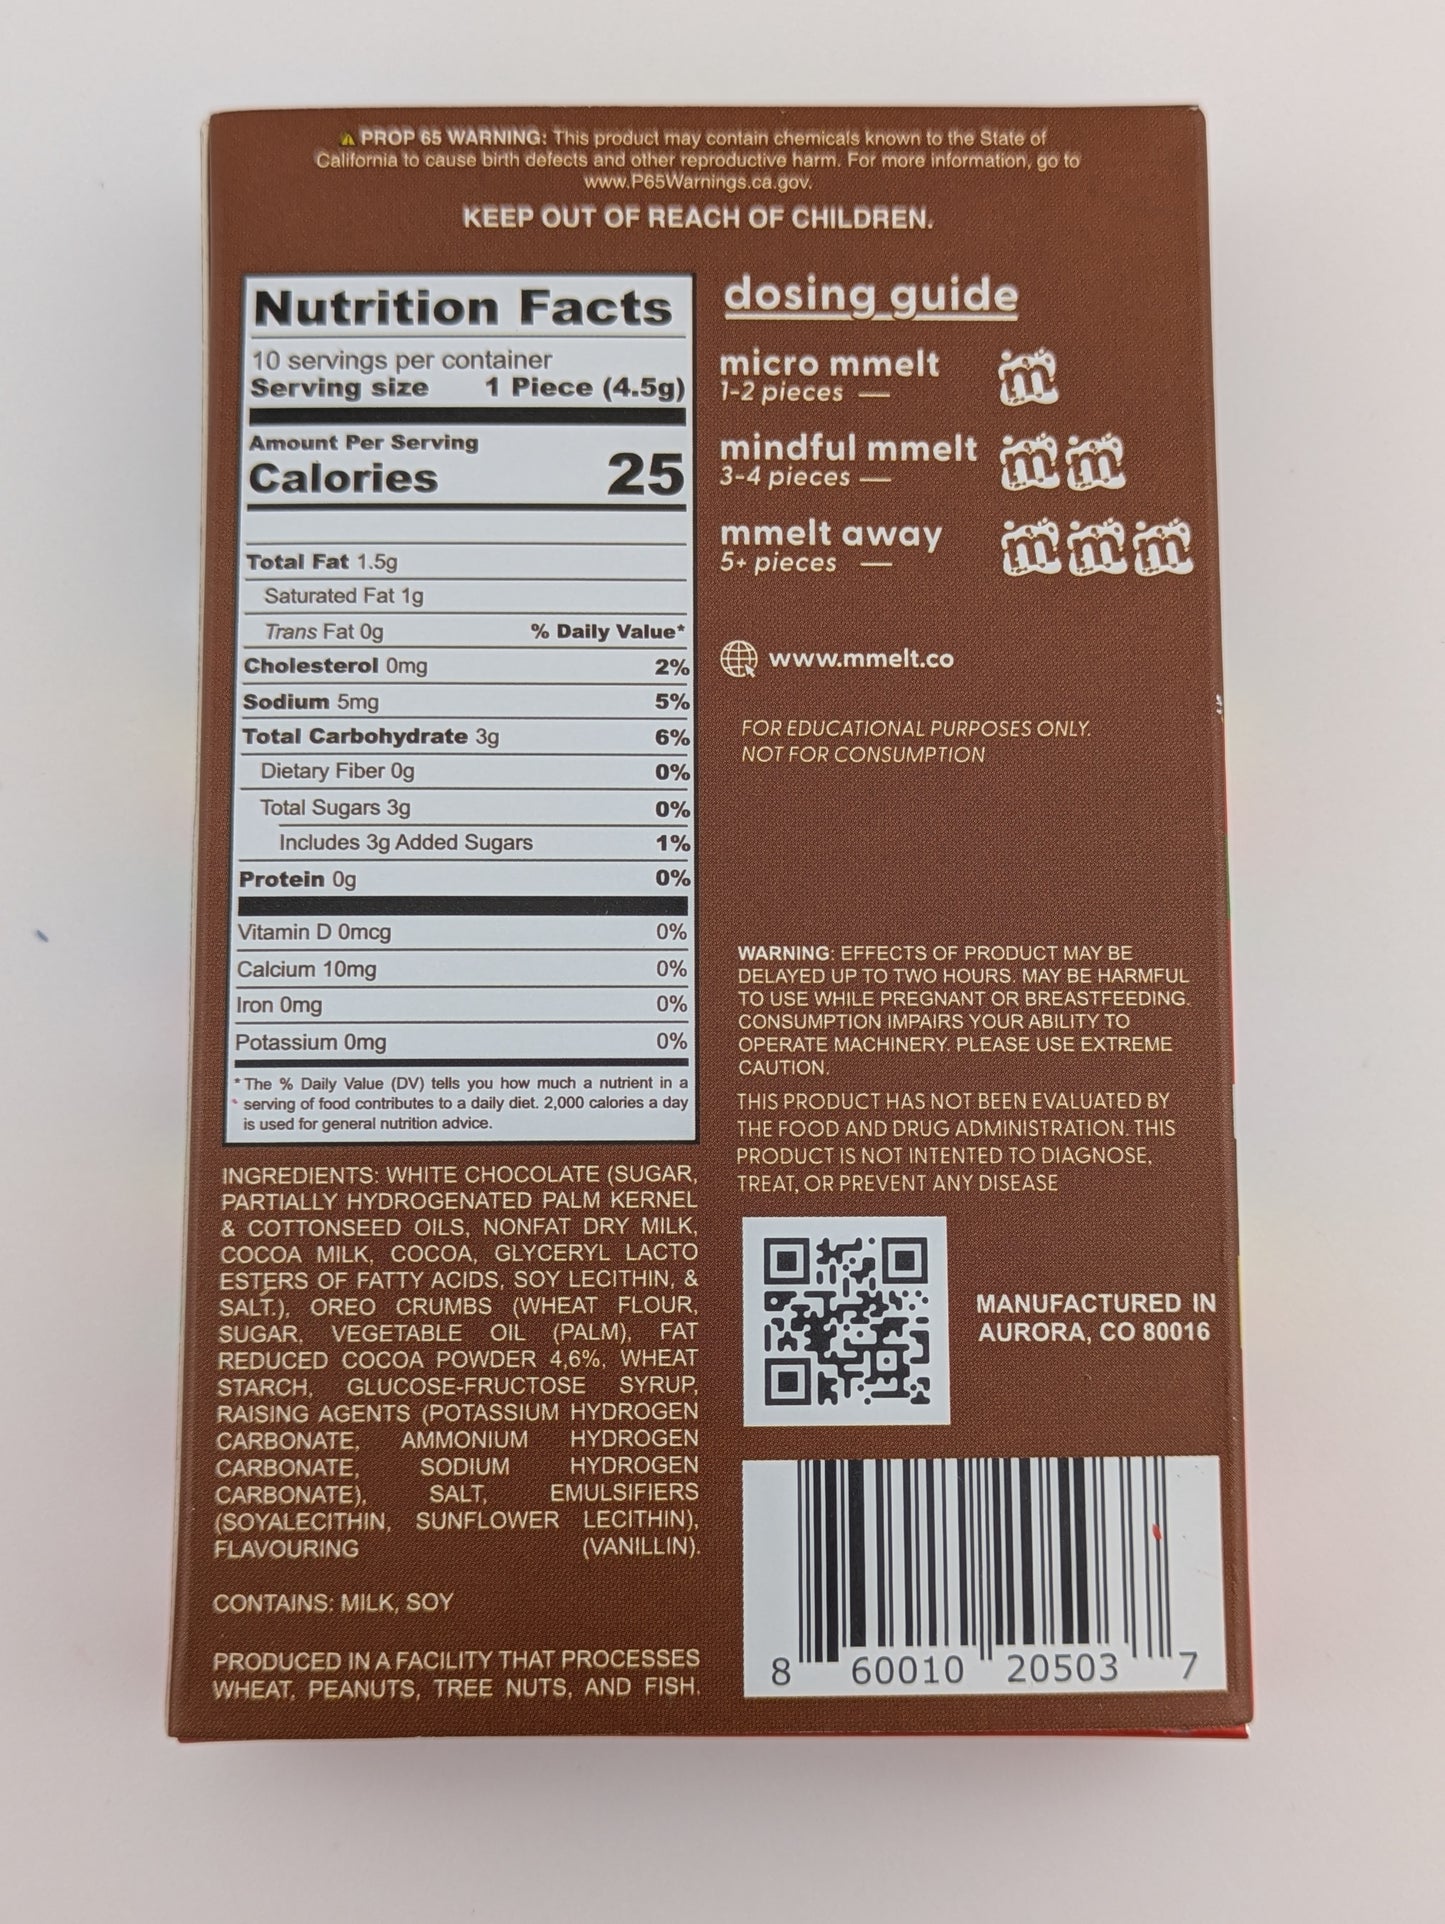 ⚠ PROP 65 WARNING: This product may contain chemicals known to the State of
California to cause birth defects and other reproductive harm. For more information, go to
www.P65Warnings.ca.gov.
KEEP OUT OF REACH OF CHILDREN.
Nutrition Facts
10 servings per container
Serving size 1 Piece (4.5g)
Amount Per Serving
Calories 25
Total Fat 1.5g
Saturated Fat 1g
Trans Fat 0g % Daily Value*
Cholesterol 0mg 2%
Sodium 5mg 5%
Total Carbohydrate 3g 6%
Dietary Fiber 0g 0%
Total Sugars 3g 0%
Includes 3g Added Sugars 1%
Protein 0g 0%
Vitamin D 0mcg 0%
Calcium 10mg 0%
Iron 0mg 0%
Potassium 0mg 0%
* The % Daily Value (DV) tells you how much a nutrient in a
serving of food contributes to a daily diet. 2,000 calories a day
is used for general nutrition advice.
INGREDIENTS: WHITE CHOCOLATE (SUGAR,
PARTIALLY HYDROGENATED PALM KERNEL
& COTTONSEED OILS, NONFAT DRY MILK,
COCOA MILK, COCOA, GLYCERYL LACTO
ESTERS OF FATTY ACIDS, SOY LECITHIN, &
SALT.), OREO CRUMBS (WHEAT FLOUR,
SUGAR, VEGETABLE OIL (PALM), FAT
REDUCED COCOA POWDER 4,6%, WHEAT
STARCH, GLUCOSE-FRUCTOSE SYRUP,
RAISING AGENTS (POTASSIUM HYDROGEN
CARBONATE, AMMONIUM HYDROGEN
CARBONATE, SODIUM HYDROGEN
CARBONATE), SALT, EMULSIFIERS
(SOYALECITHIN, SUNFLOWER LECITHIN),
FLAVOURING (VANILLIN).
CONTAINS: MILK, SOY
PRODUCED IN A FACILITY THAT PROCESSES
WHEAT, PEANUTS, TREE NUTS, AND FISH.
dosing guide
micro mmelt
1-2 pieces — m
mindful mmelt
3-4 pieces — m m
mmelt away
5+ pieces — m m m
www.mmelt.co
FOR EDUCATIONAL PURPOSES ONLY.
NOT FOR CONSUMPTION
WARNING: EFFECTS OF PRODUCT MAY BE
DELAYED UP TO TWO HOURS. MAY BE HARMFUL
TO USE WHILE PREGNANT OR BREASTFEEDING.
CONSUMPTION IMPAIRS YOUR ABILITY TO
OPERATE MACHINERY. PLEASE USE EXTREME
CAUTION.
THIS PRODUCT HAS NOT BEEN EVALUATED BY
THE FOOD AND DRUG ADMINISTRATION. THIS
PRODUCT IS NOT INTENTED TO DIAGNOSE,
TREAT, OR PREVENT ANY DISEASE
MANUFACTURED IN
AURORA, CO 80016
8 60010 20503 7